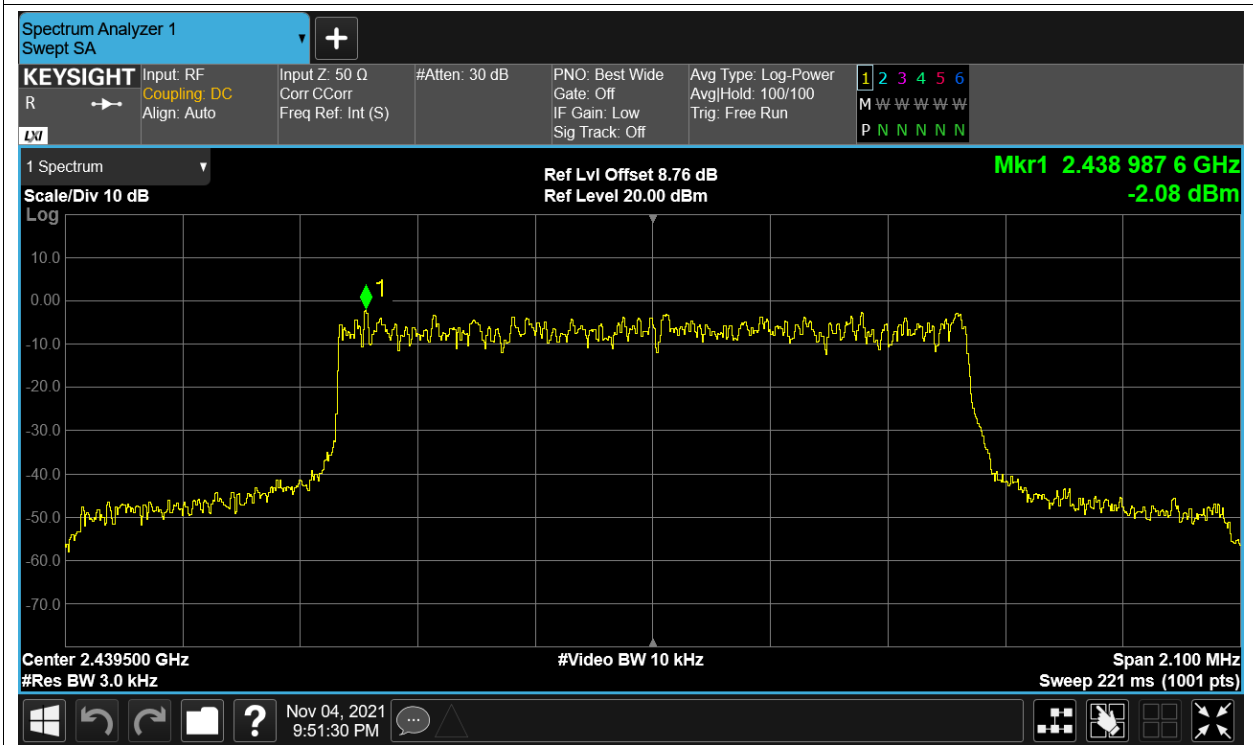 Spectrum Analyzer 1
Swept SA
+
KEYSIGHT
R
LXI
Input: RF
Coupling: DC
Align: Auto
Input Z: 50 Ω
Corr CCorr
Freq Ref: Int (S)
#Atten: 30 dB
PNO: Best Wide
Gate: Off
IF Gain: Low
Sig Track: Off
Avg Type: Log-Power
Avg|Hold: 100/100
Trig: Free Run
1 2 3 4 5 6
M W W W W W
P N N N N N
1 Spectrum
Scale/Div 10 dB
Log
Ref Lvl Offset 8.76 dB
Ref Level 20.00 dBm
Mkr1 2.438 987 6 GHz
-2.08 dBm
10.0
0.00
-10.0
-20.0
-30.0
-40.0
-50.0
-60.0
-70.0
1
Center 2.439500 GHz
#Res BW 3.0 kHz
#Video BW 10 kHz
Span 2.100 MHz
Sweep 221 ms (1001 pts)
?
Nov 04, 2021
9:51:30 PM